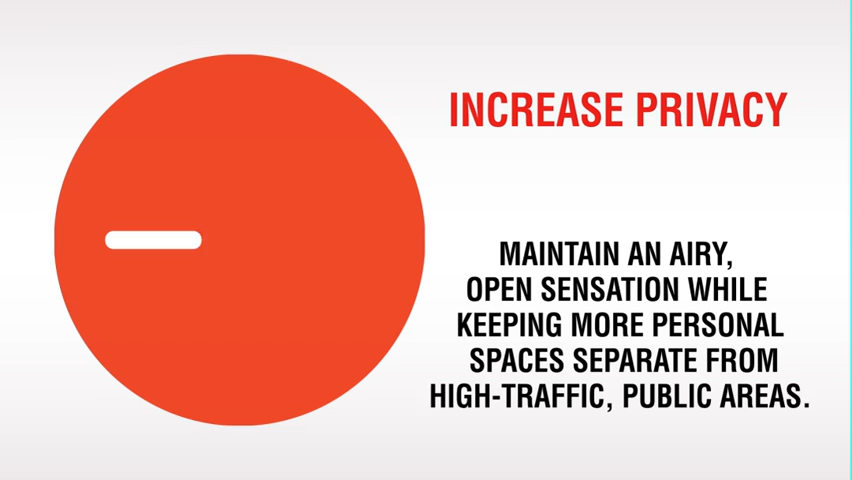 INCREASE PRIVACY
MAINTAIN AN AIRY,
OPEN SENSATION WHILE
KEEPING MORE PERSONAL
SPACES SEPARATE FROM
HIGH-TRAFFIC, PUBLIC AREAS.